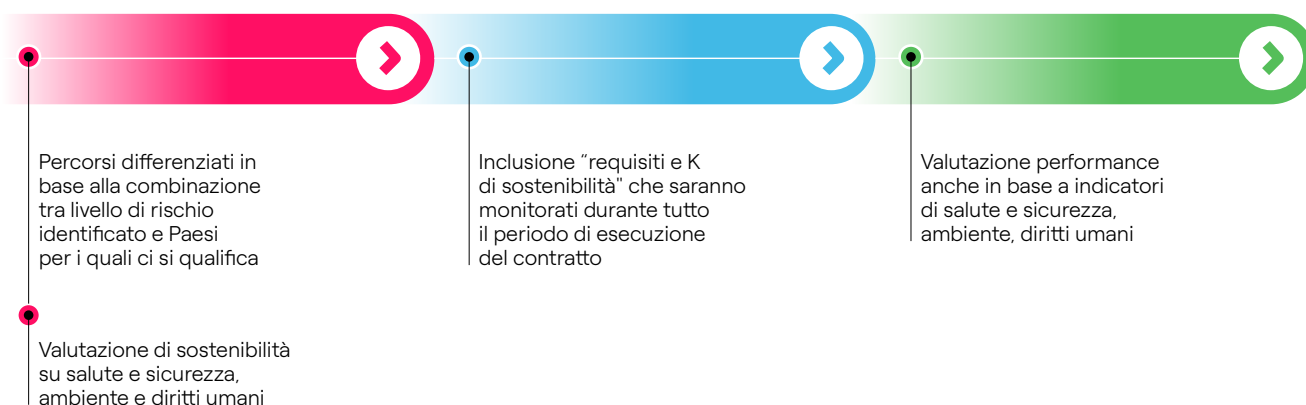 Percorsi differenziati in
base alla combinazione
tra livello di rischio
identificato e Paesi
per i quali ci si qualifica
Valutazione di sostenibilità
su salute e sicurezza,
ambiente e diritti umani
Inclusione “requisiti e K
di sostenibilità" che saranno
monitorati durante tutto
il periodo di esecuzione
del contratto
Valutazione performance
anche in base a indicatori
di salute e sicurezza,
ambiente, diritti umani